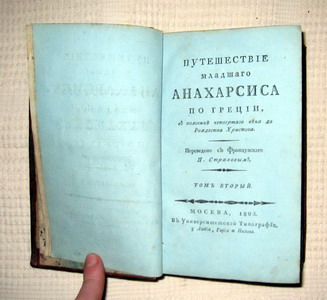 ПУТЕШЕСТВІЕ
МЛАДШАГО
АНАХАРСИСА
ПО ГРЕЦІИ,
въ половинѣ четвертаго вѣка до
Рождества Христова.
Переведено съ Французскаго
П. Страховымъ,
ТОМЪ ВТОРЫЙ.
МОСКВА,
Въ Университетской Типографіи,
у Любія, Гарія и Попова.